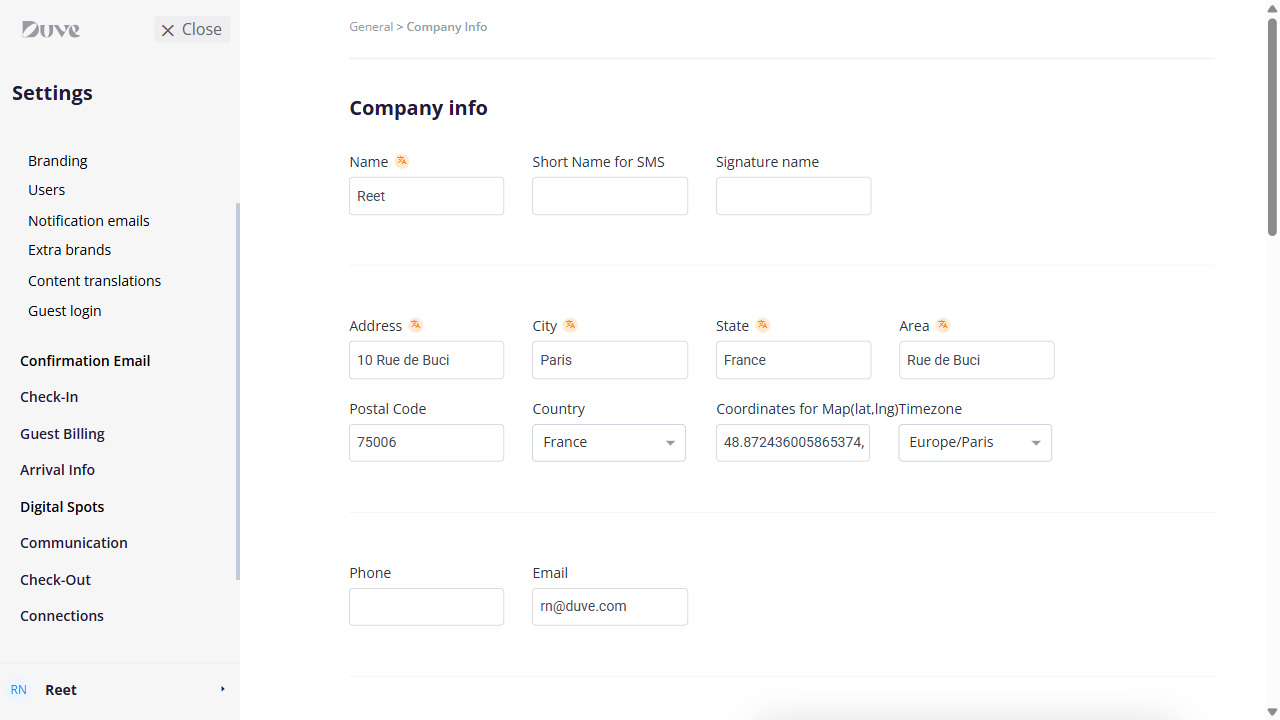 Duve
Close
Settings
Branding
Users
Notification emails
Extra brands
Content translations
Guest login
Confirmation Email
Check-In
Guest Billing
Arrival Info
Digital Spots
Communication
Check-Out
Connections
RN Reet
General > Company Info
Company info
Name Short Name for SMS Signature name
Reet
Address City State Area
10 Rue de Buci Paris France Rue de Buci
Postal Code Country Coordinates for Map(lat,lng) Timezone
75006 France 48.872436005865374, Europe/Paris
Phone Email
rn@duve.com